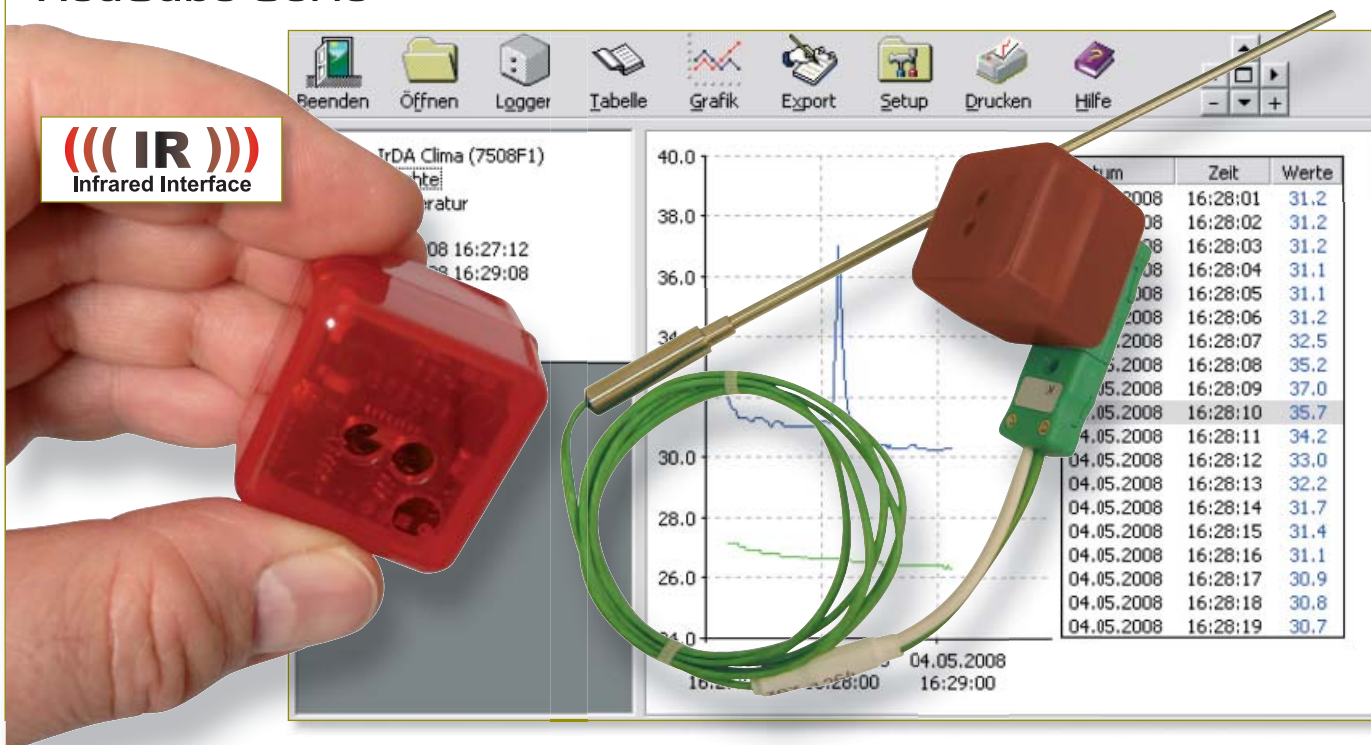 Beenden Öffnen Logger Tabelle Grafik Export Setup Drucken Hilfe
- +
((( IR )))
Infrared Interface
IrDA Clima (7508F1)
16:27:12
16:29:08
40.0
38.0
36.0
30.0
28.0
26.0
04.05.2008
16:29:00
Zeit Werte
16:28:01 31.2
16:28:02 31.2
16:28:03 31.2
16:28:04 31.1
16:28:05 31.1
16:28:06 31.2
16:28:07 32.5
16:28:08 35.2
16:28:09 37.0
16:28:10 35.7
16:28:11 34.2
04.05.2008 16:28:12 33.0
04.05.2008 16:28:13 32.2
04.05.2008 16:28:14 31.7
04.05.2008 16:28:15 31.4
04.05.2008 16:28:16 31.1
04.05.2008 16:28:17 30.9
04.05.2008 16:28:18 30.8
04.05.2008 16:28:19 30.7
K